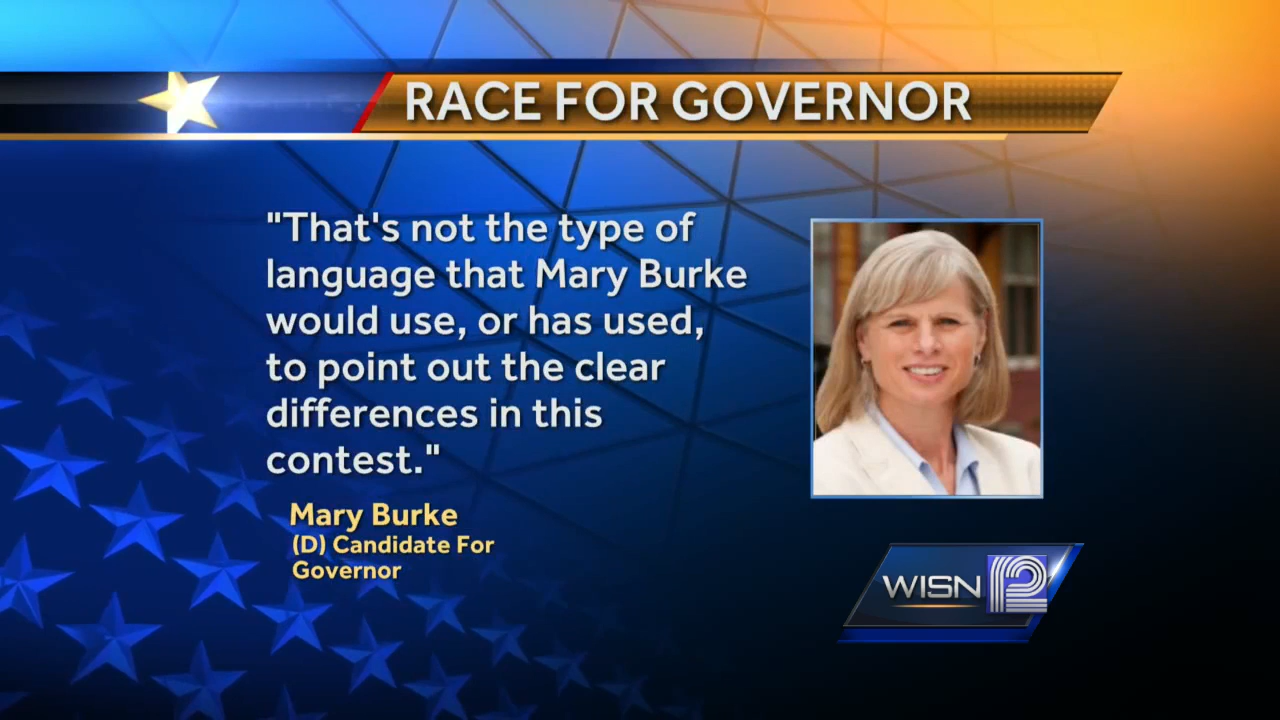 RACE FOR GOVERNOR
"That's not the type of
language that Mary Burke
would use, or has used,
to point out the clear
differences in this
contest."
Mary Burke
(D) Candidate For
Governor
WISN 12